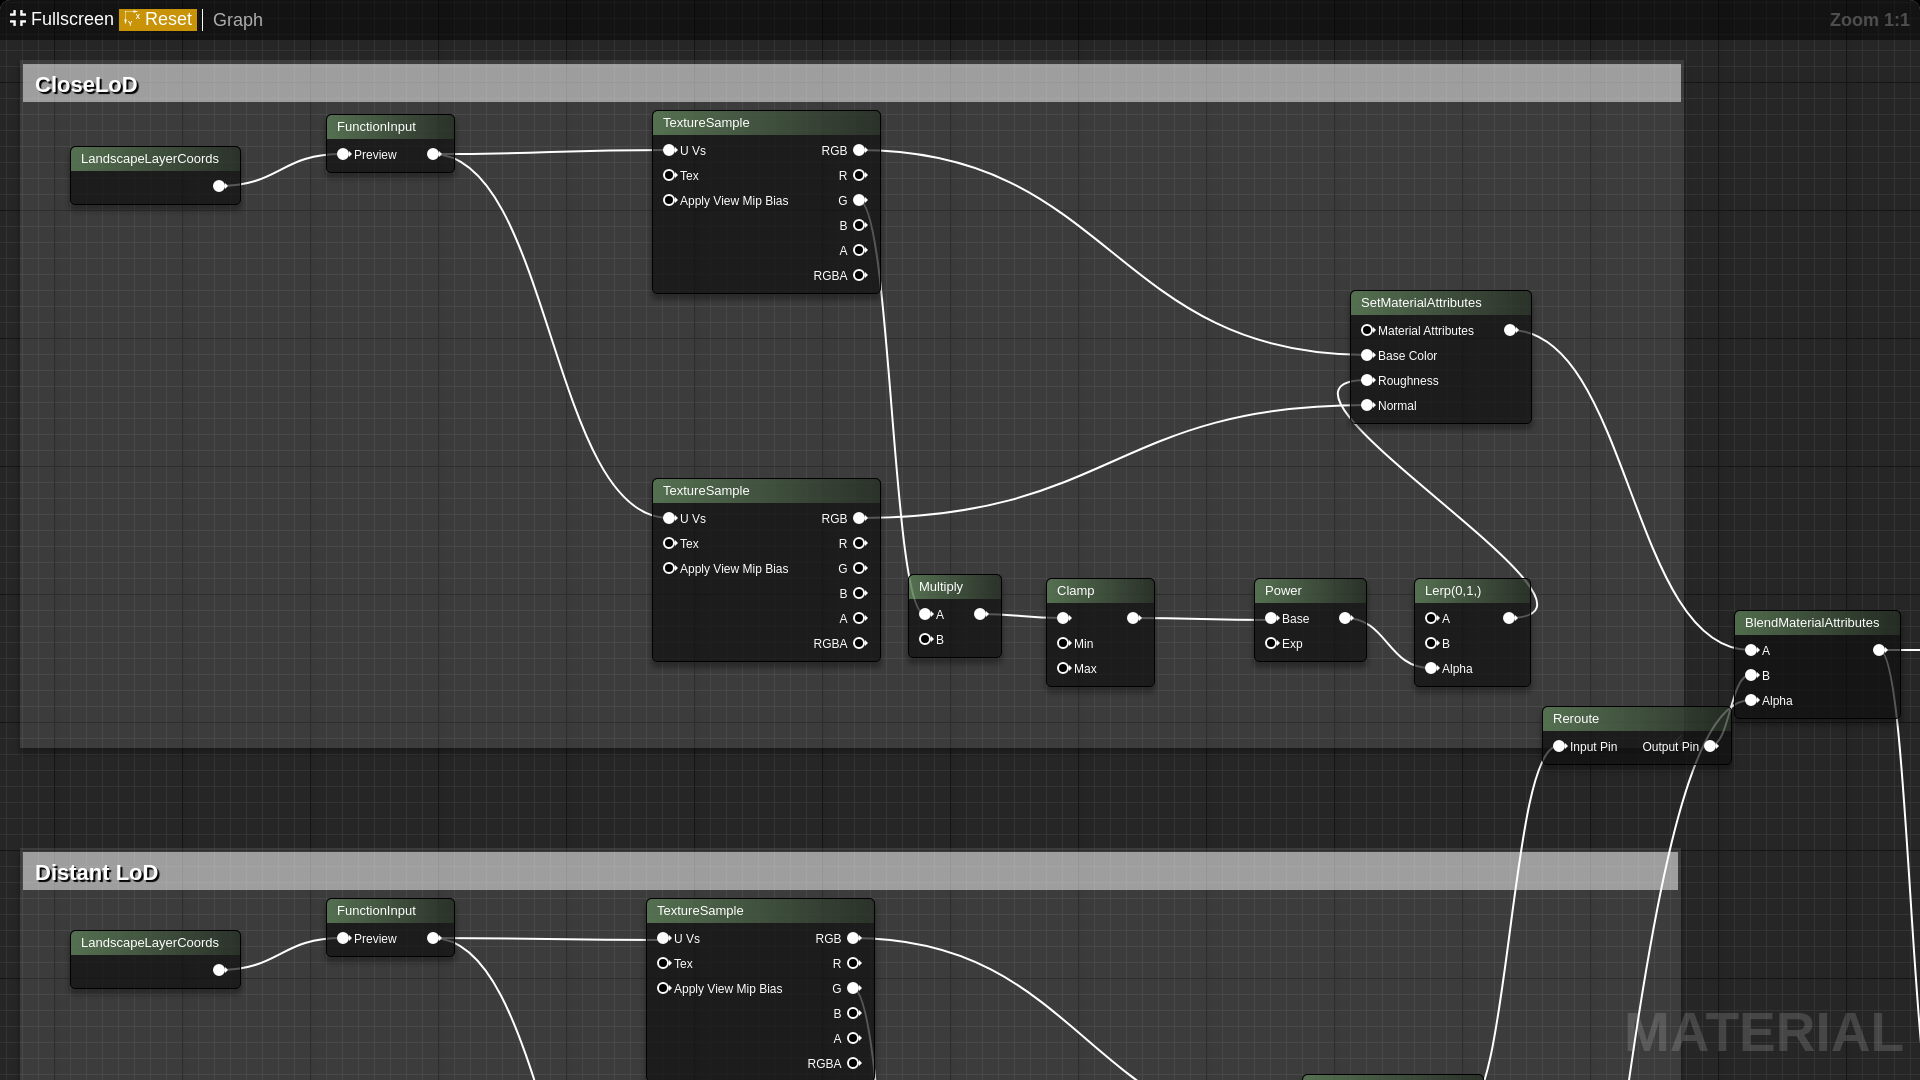 Fullscreen Reset Graph Zoom 1:1
CloseLoD
LandscapeLayerCoords
FunctionInput
Preview
TextureSample
U Vs RGB
Tex R
Apply View Mip Bias G
B
A
RGBA
SetMaterialAttributes
Material Attributes
Base Color
Roughness
Normal
TextureSample
U Vs RGB
Tex R
Apply View Mip Bias G
B
A
RGBA
Multiply
A
B
Clamp
Min
Max
Power
Base
Exp
Lerp(0,1,)
A
B
Alpha
BlendMaterialAttributes
A
B
Alpha
Reroute
Input Pin Output Pin
Distant LoD
LandscapeLayerCoords
FunctionInput
Preview
TextureSample
U Vs RGB
Tex R
Apply View Mip Bias G
B
A
RGBA
MATERIAL